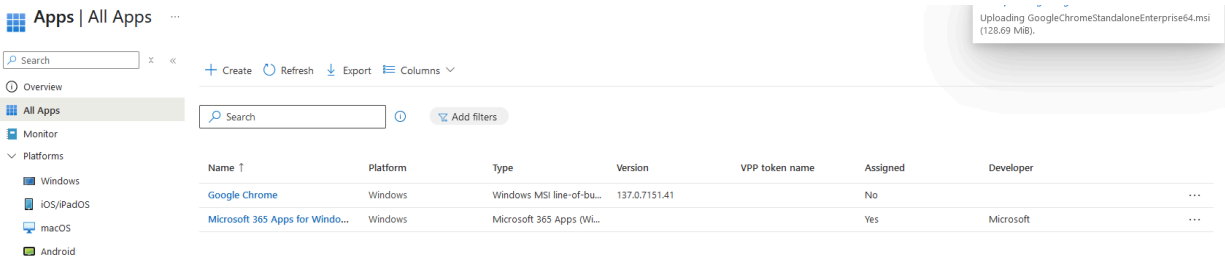 Apps | All Apps ...
Uploading GoogleChromeStandaloneEnterprise64.msi
(128.69 MiB).
Search
Overview
All Apps
Monitor
Platforms
Windows
iOS/iPadOS
macOS
Android
Create Refresh Export Columns
Search Add filters
Name ↑ Platform Type Version VPP token name Assigned Developer
Google Chrome Windows Windows MSI line-of-bu... 137.0.7151.41 No ...
Microsoft 365 Apps for Windo... Windows Microsoft 365 Apps (Wi... Yes Microsoft ...